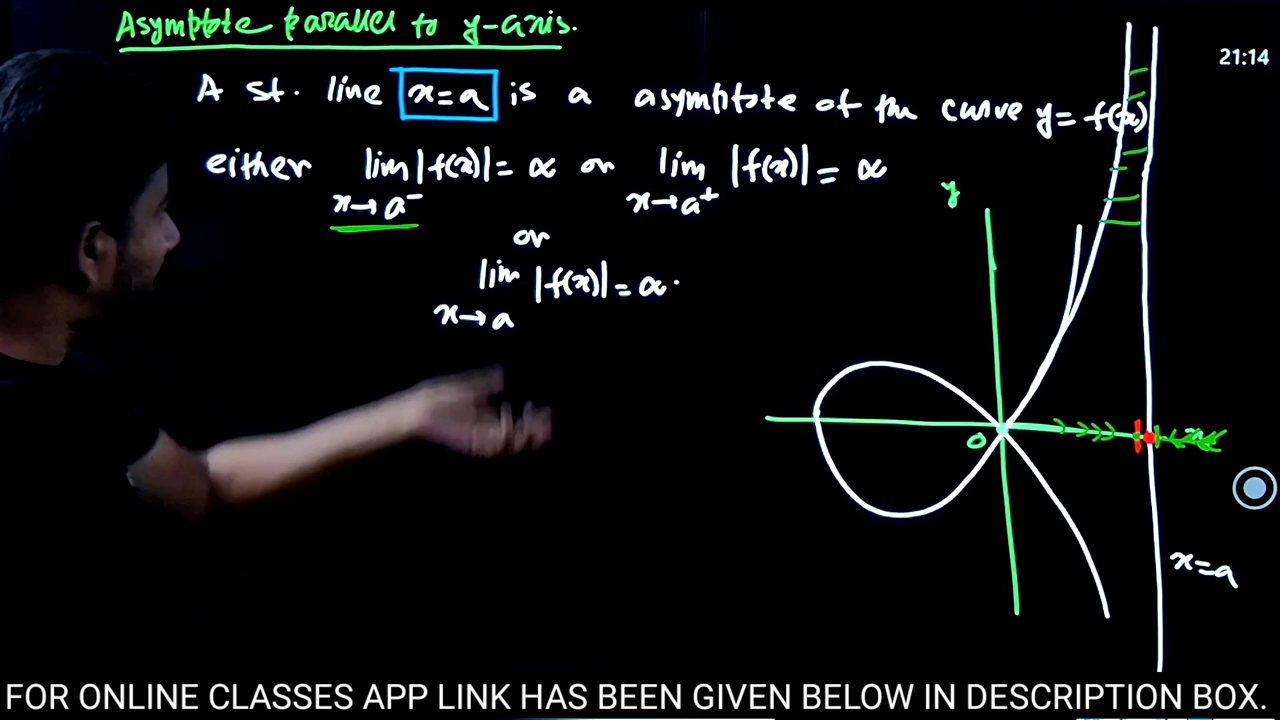 Asymptote parallel to y-axis.
21:14
A st. line x=a is a asymptote of the curve y = f(x)
either lim |f(x)| = ∝ or lim |f(x)| = ∝
x→a⁻ x→a⁺
or
lim |f(x)| = ∝.
x→a
y
O
x
x=a
FOR ONLINE CLASSES APP LINK HAS BEEN GIVEN BELOW IN DESCRIPTION BOX.